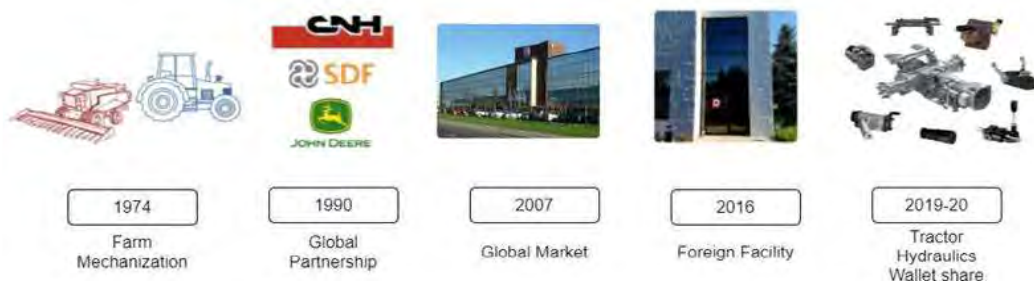 CNH
SDF
JOHN DEERE
1974
Farm
Mechanization
1990
Global
Partnership
2007
Global Market
2016
Foreign Facility
2019-20
Tractor
Hydraulics
Wallet share